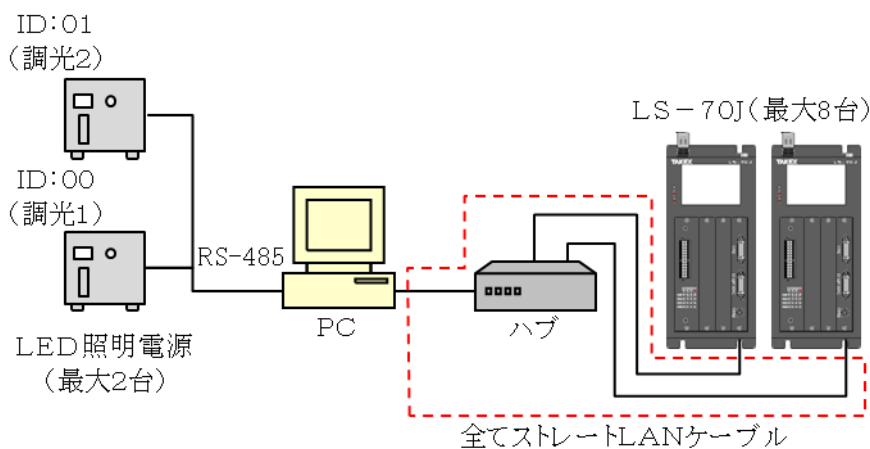 ID:01
(調光2)
LS-70J(最大8台)
TAKEX
TAKEX
ID:00
(調光1)
RS-485
PC
ハブ
LED照明電源
(最大2台)
全てストレートLANケーブル